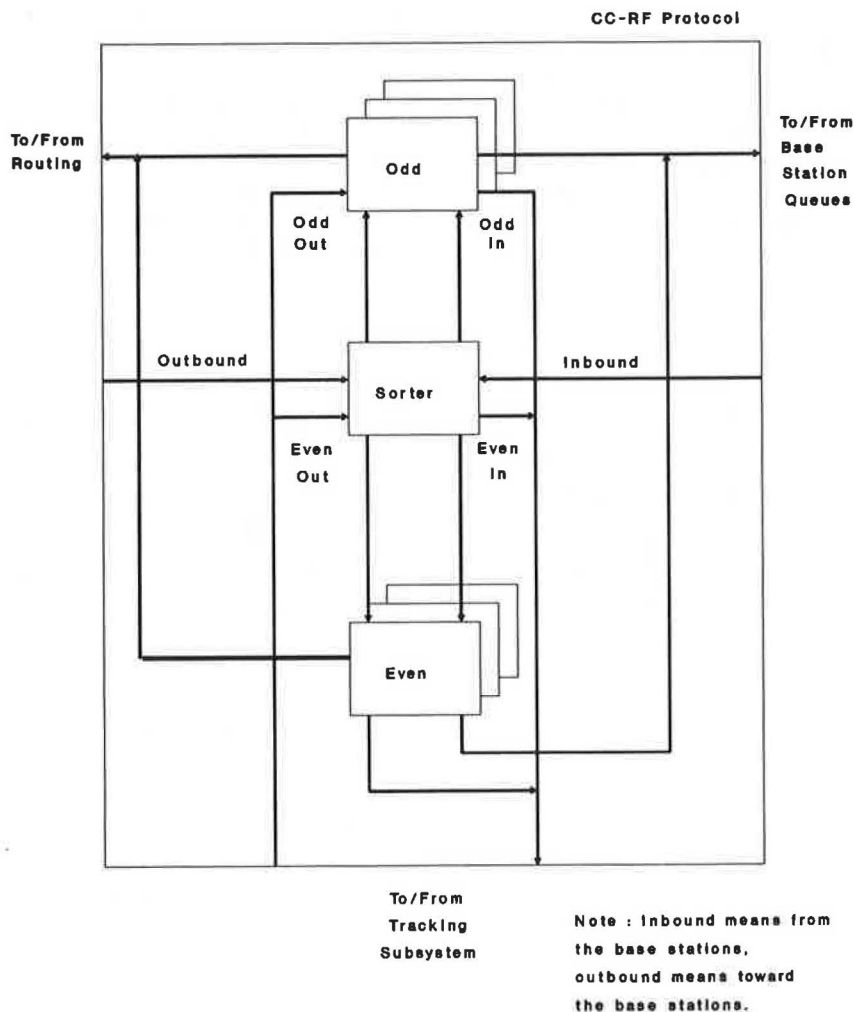 CC-RF Protocol
To/From
Routing
To/From
Base
Station
Queues
Odd
Odd
Out
Odd
In
Outbound
Inbound
Sorter
Even
Out
Even
In
Even
To/From
Tracking
Subsystem
Note : Inbound means from
the base stations,
outbound means toward
the base stations.